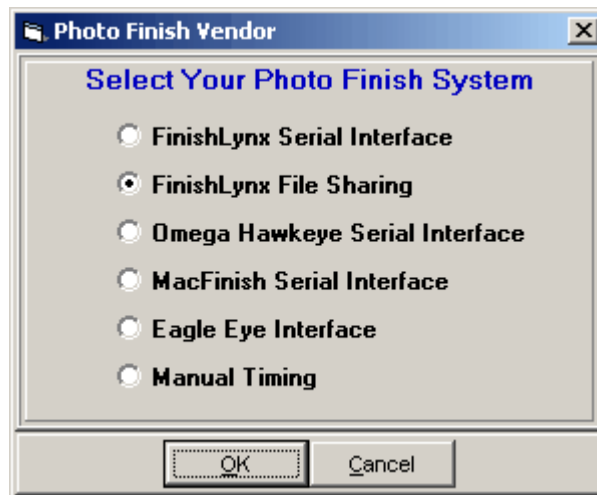 Photo Finish Vendor
Select Your Photo Finish System
FinishLynx Serial Interface
FinishLynx File Sharing
Omega Hawkeye Serial Interface
MacFinish Serial Interface
Eagle Eye Interface
Manual Timing
OK Cancel